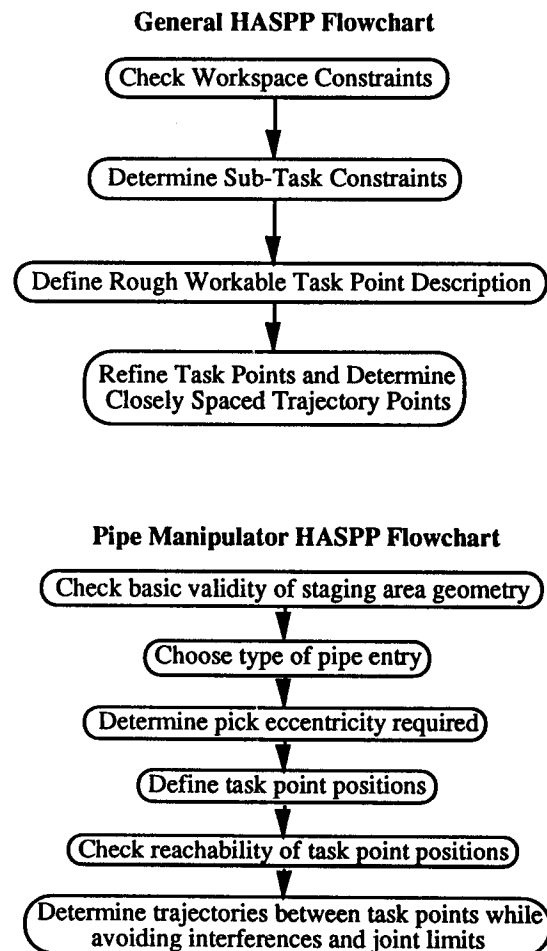 General HASPP Flowchart
Check Workspace Constraints
Determine Sub-Task Constraints
Define Rough Workable Task Point Description
Refine Task Points and Determine
Closely Spaced Trajectory Points
Pipe Manipulator HASPP Flowchart
Check basic validity of staging area geometry
Choose type of pipe entry
Determine pick eccentricity required
Define task point positions
Check reachability of task point positions
Determine trajectories between task points while
avoiding interferences and joint limits